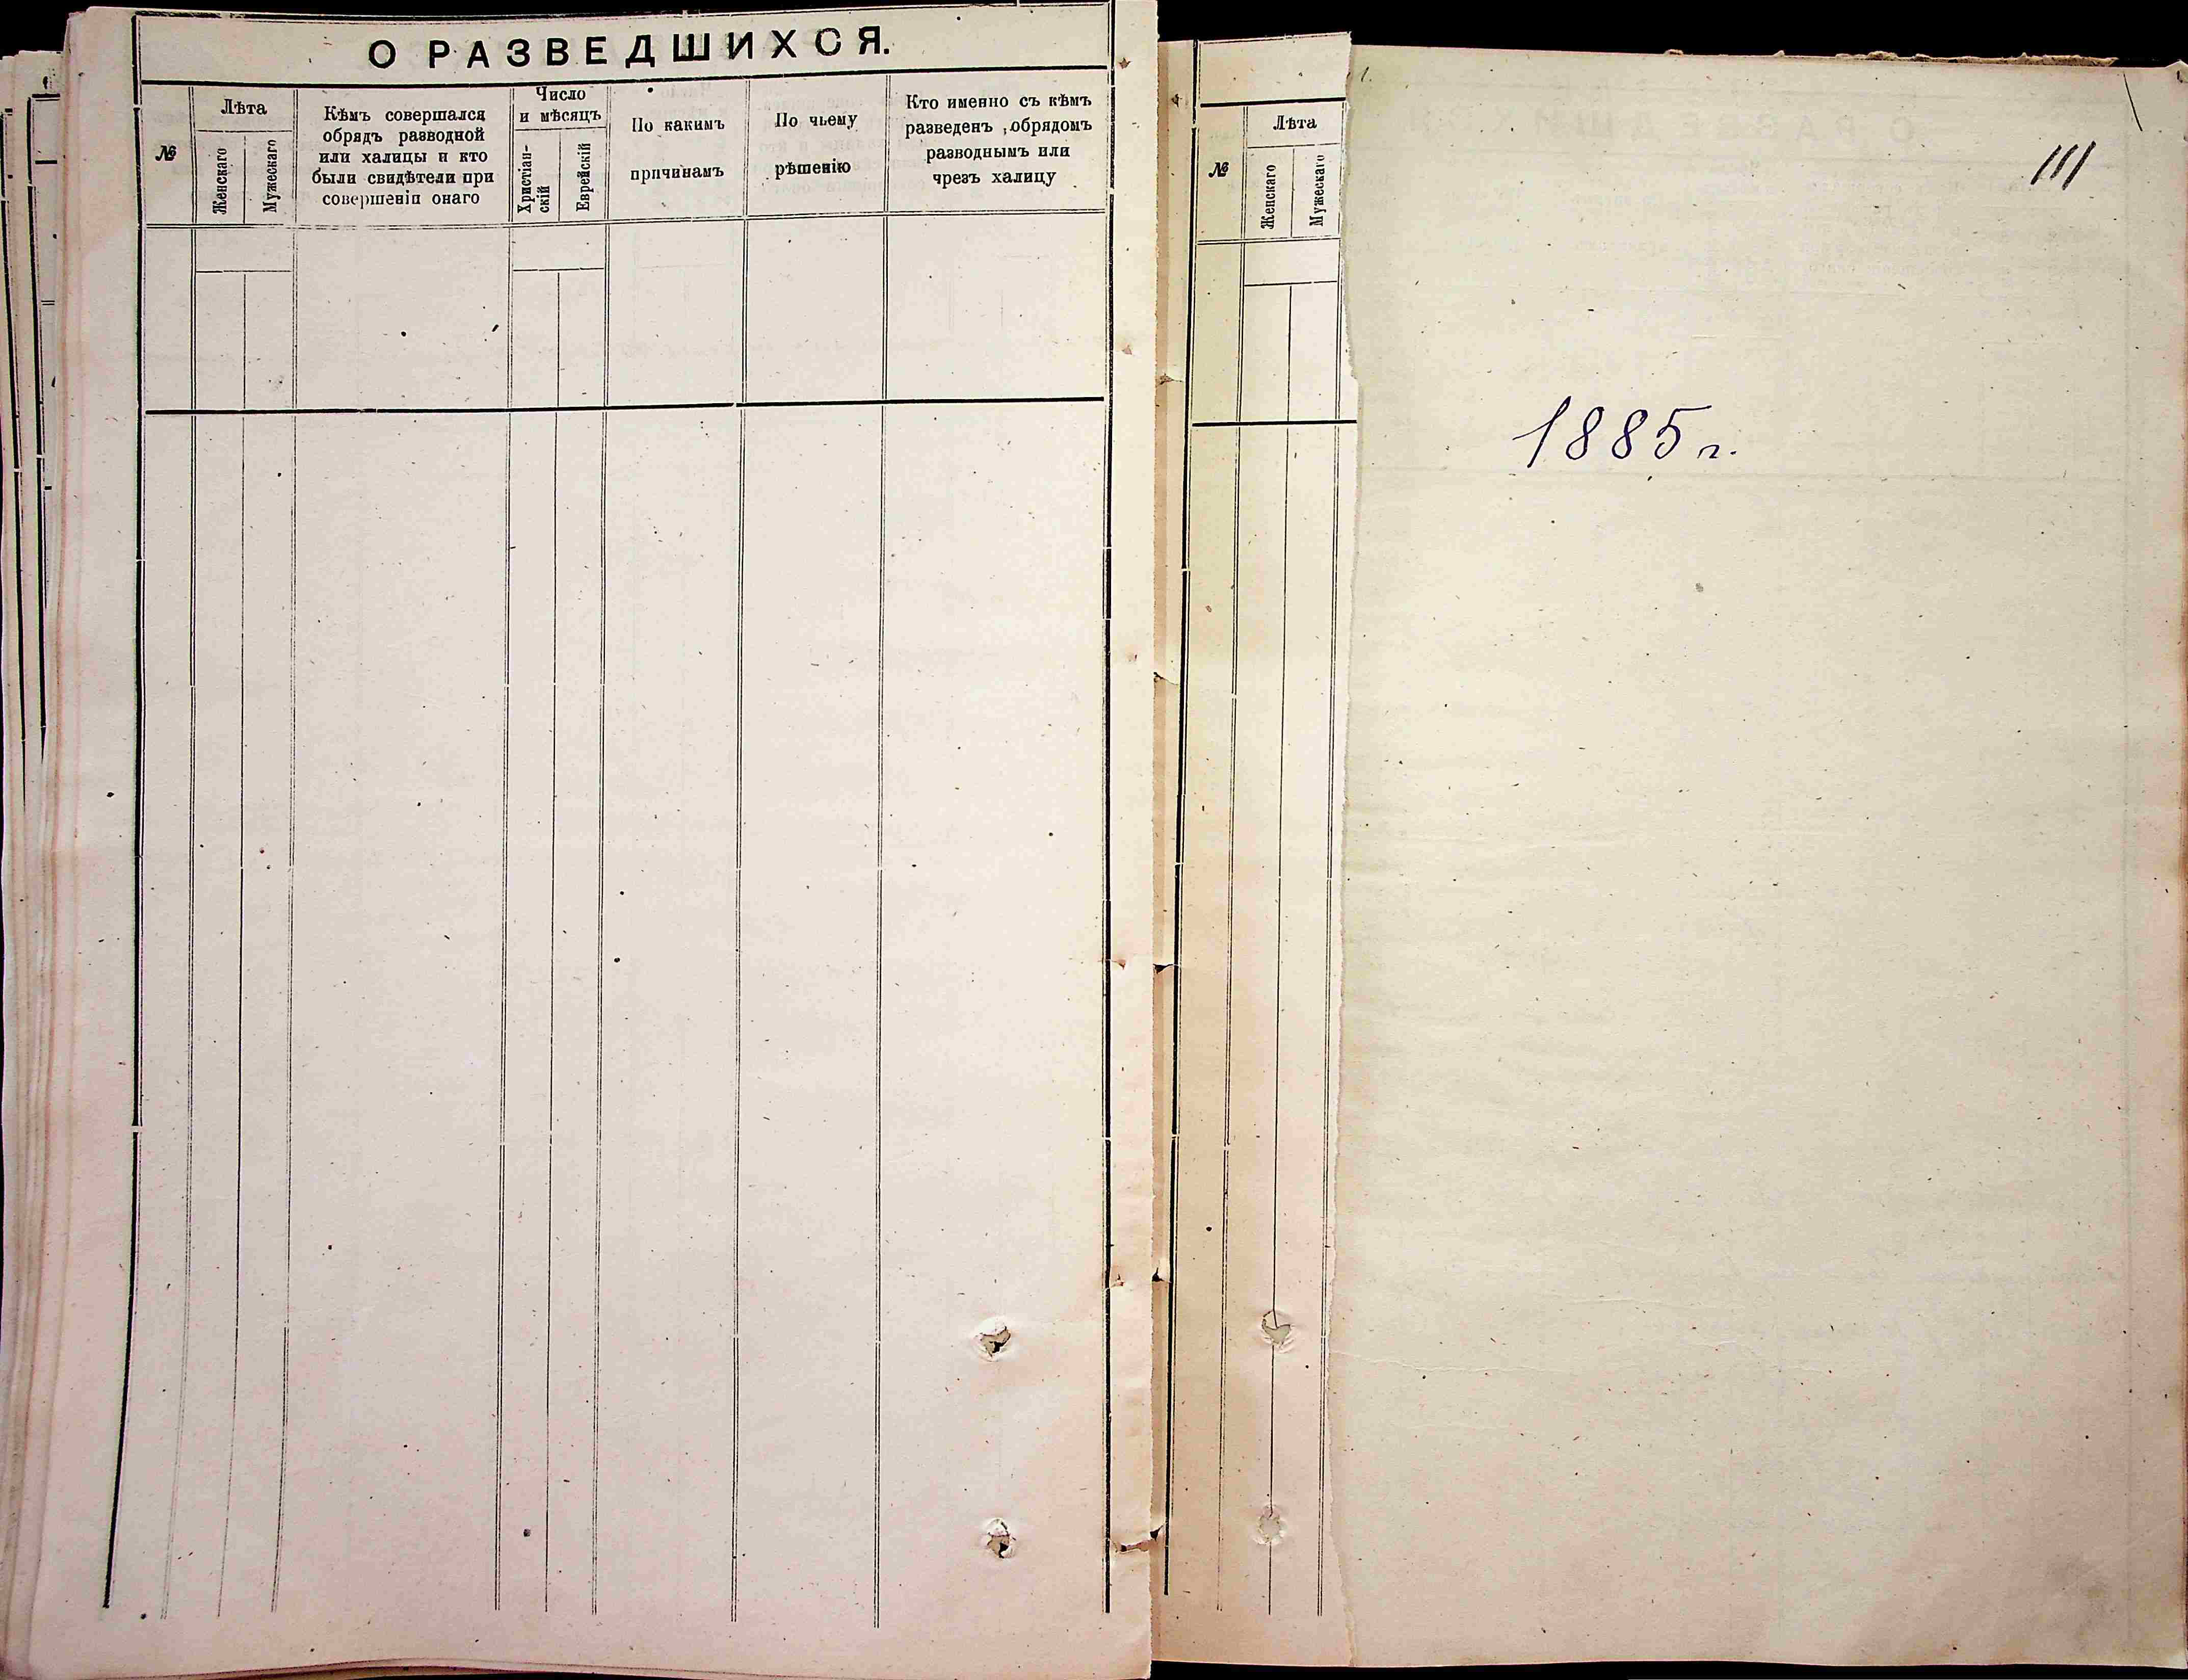 О РАЗВЕДШИХСЯ.
№
Лѣта
Женскаго
Мужескаго
Кѣмъ совершался
обрядъ разводной
или халицы и кто
были свидѣтели при
совершеніи онаго
Число
и мѣсяцъ
Христіан-
скій
Еврейскій
По какимъ
причинамъ
По чьему
рѣшенію
Кто именно съ кѣмъ
разведенъ обрядомъ
разводнымъ или
чрезъ халицу
№
Лѣта
Женскаго
Мужескаго
111
1885 г.